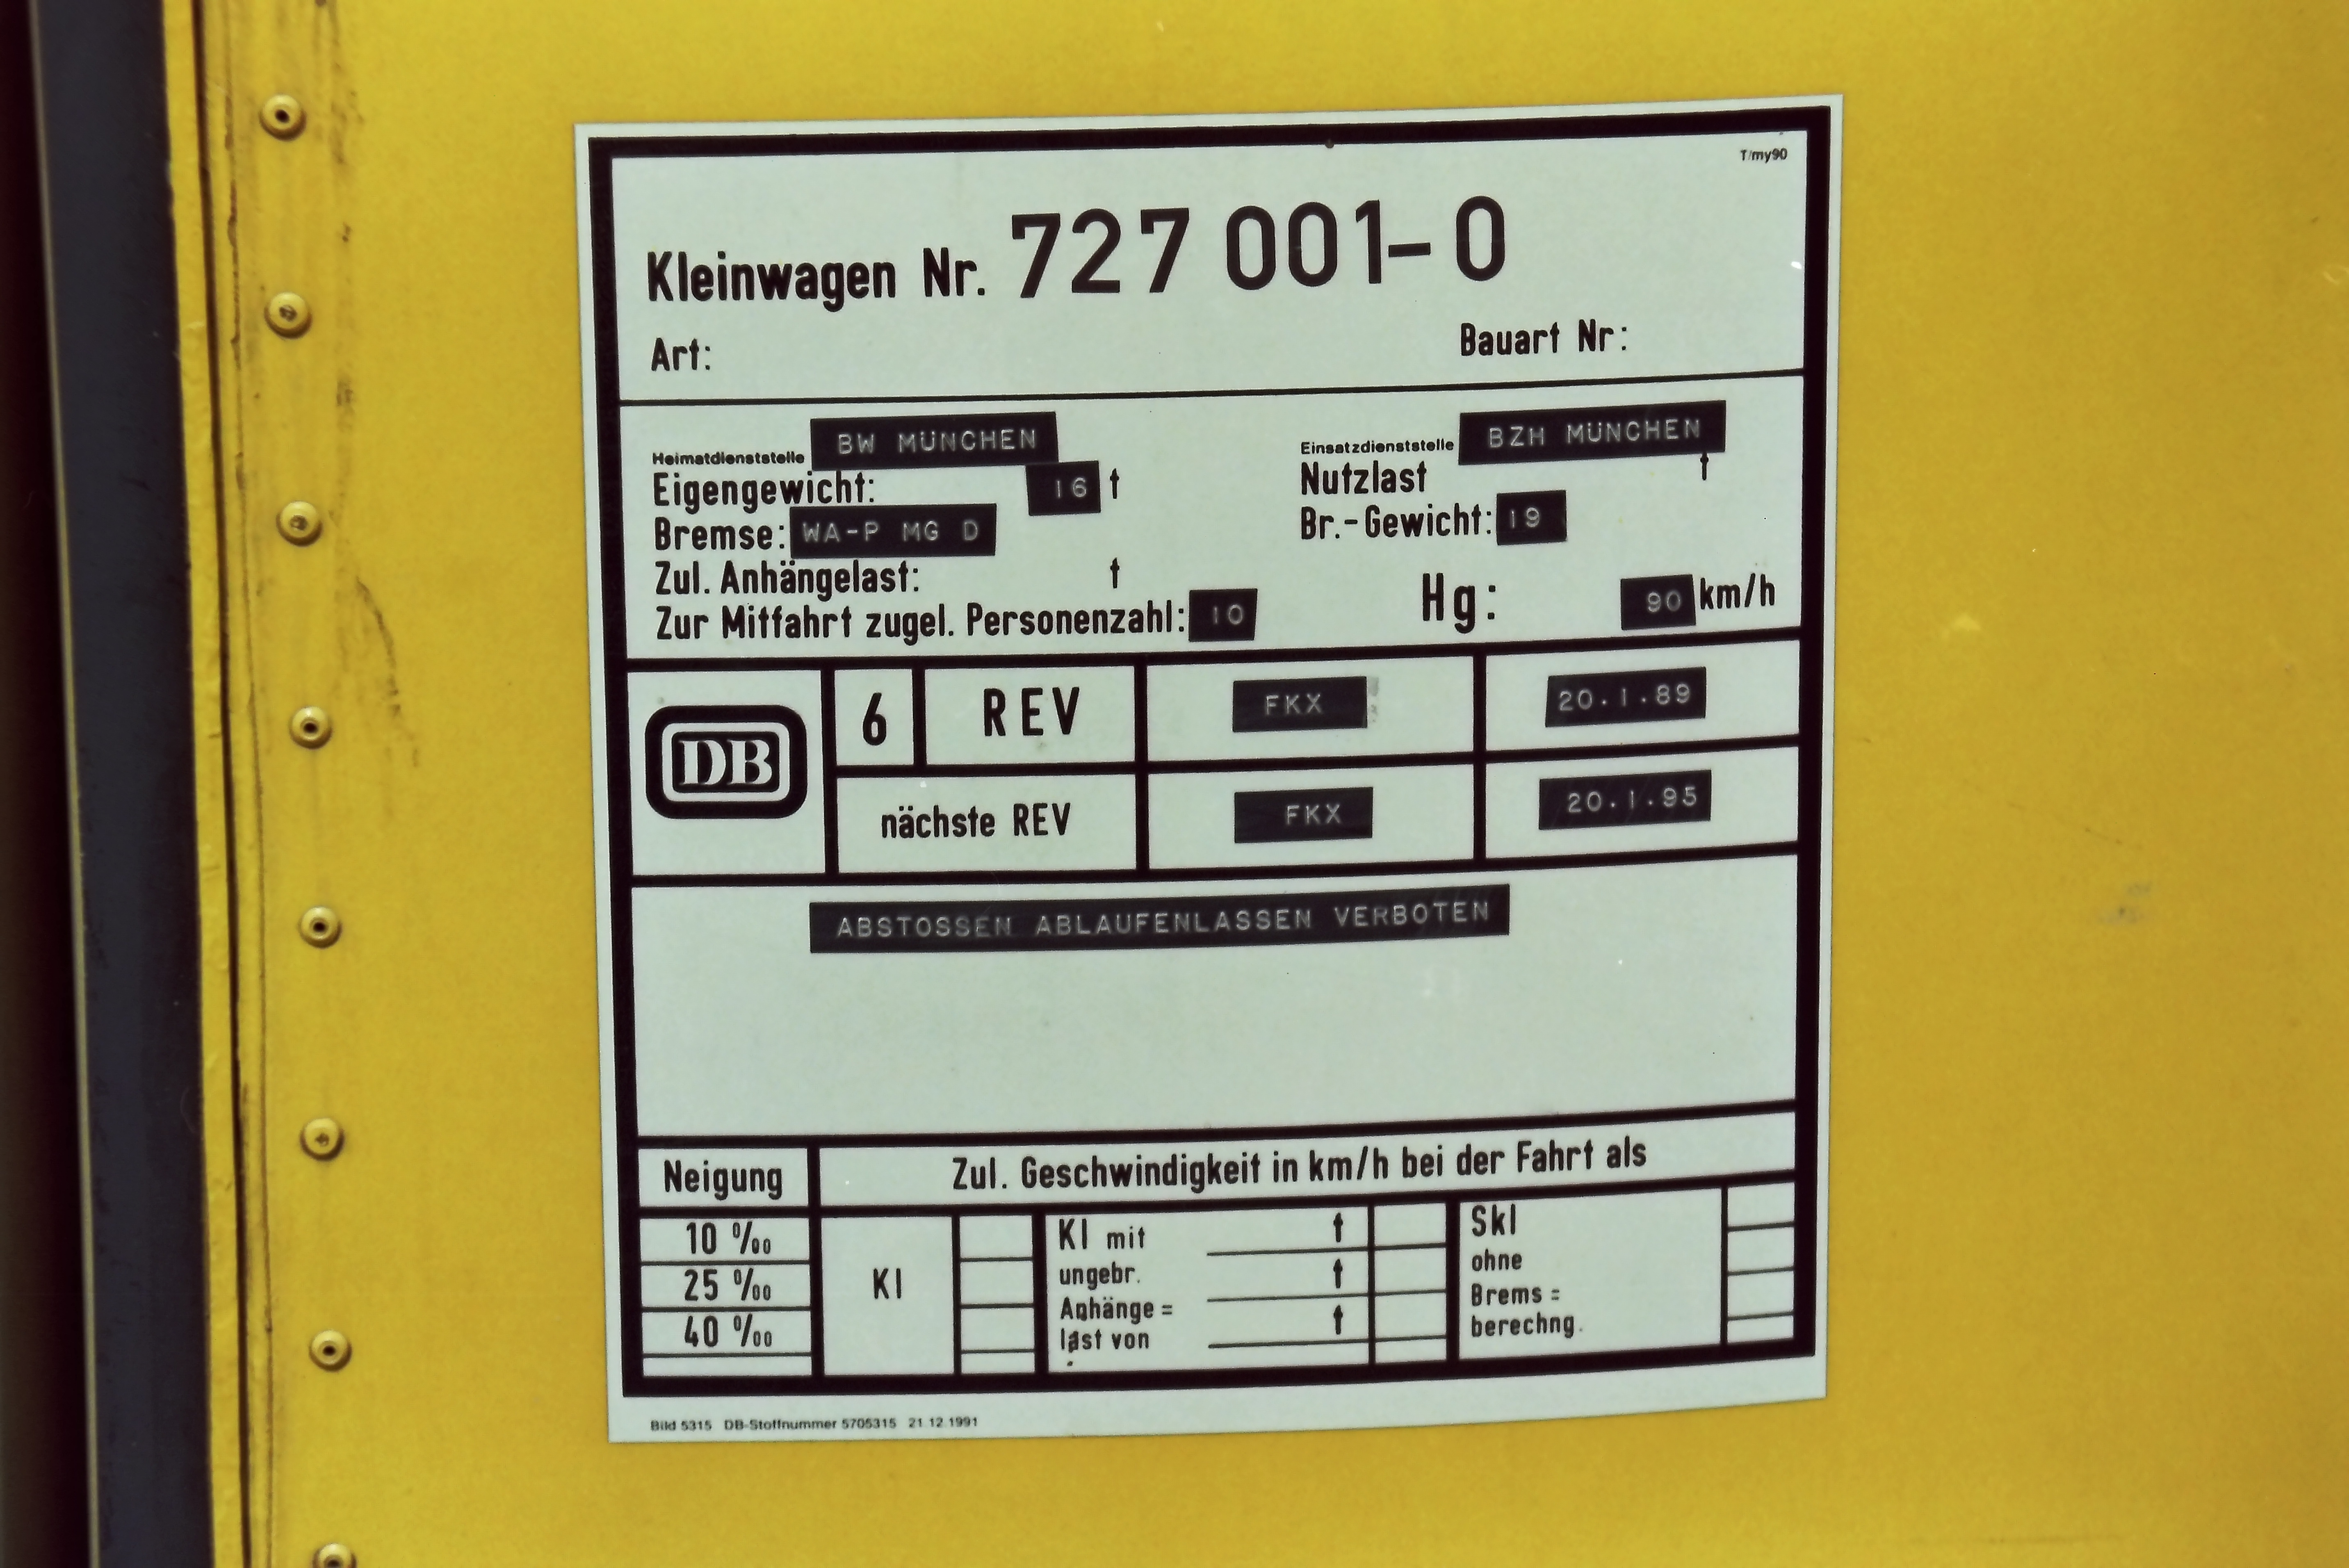 T/my90
Kleinwagen Nr. 727 001-0
Art: Bauart Nr:
Heimatdienststelle BW MÜNCHEN Einsatzdienststelle BZH MÜNCHEN
Eigengewicht: 16 t Nutzlast t
Bremse: WA-P MG D Br.-Gewicht: 19
Zul. Anhängelast: t
Zur Mitfahrt zugel. Personenzahl: 10 Hg: 90 km/h
DB 6 REV FKX 20.1.89
nächste REV FKX 20.1.95
ABSTOSSEN ABLAUFENLASSEN VERBOTEN
Neigung Zul. Geschwindigkeit in km/h bei der Fahrt als
10 ‰
25 ‰
40 ‰
Kl
Kl mit t
ungebr. t
Anhänge= t
last von
Skl
ohne
Brems=
berechng.
Bild 5315 DB-Stoffnummer 5705315 21 12 1991